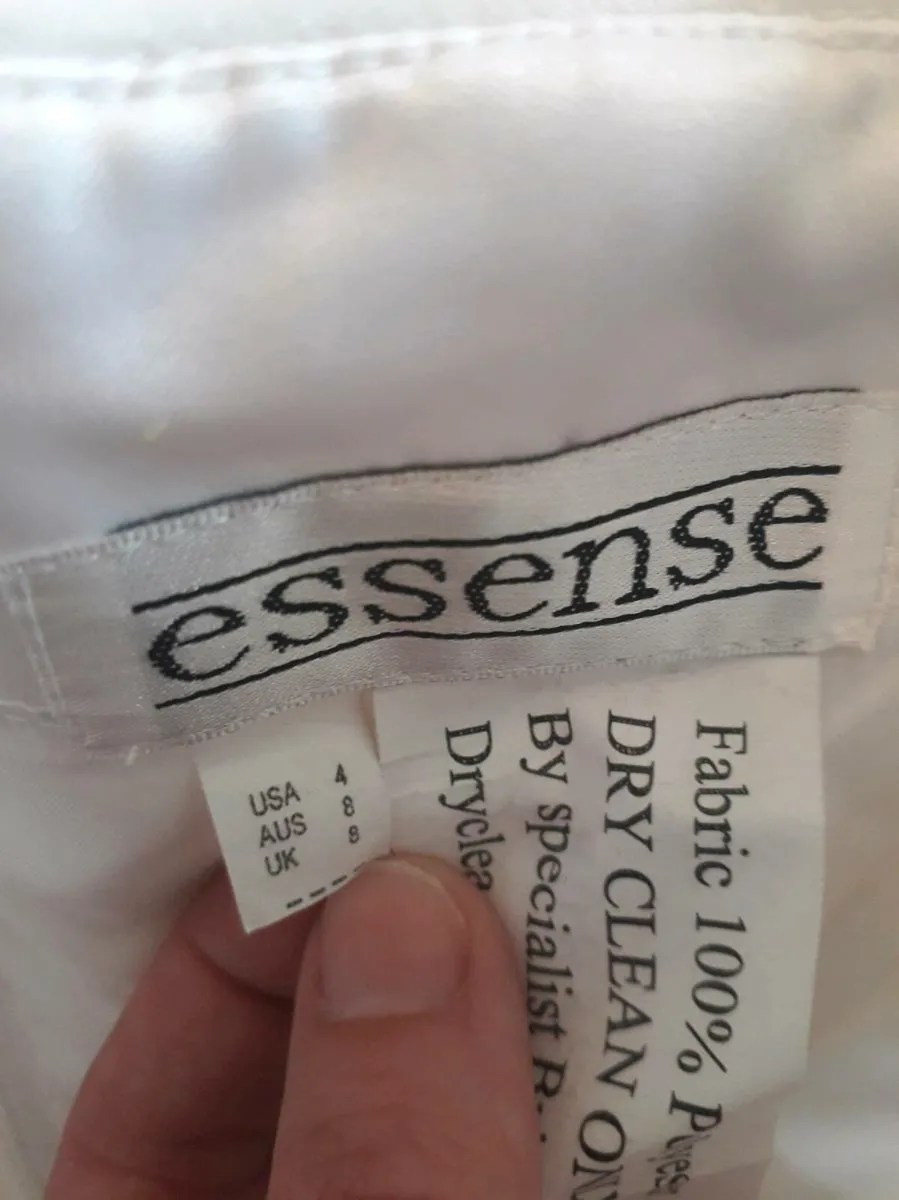 essense
USA 4
AUS 8
UK 8
Fabric 100%
DRY CLEAN
By specialist